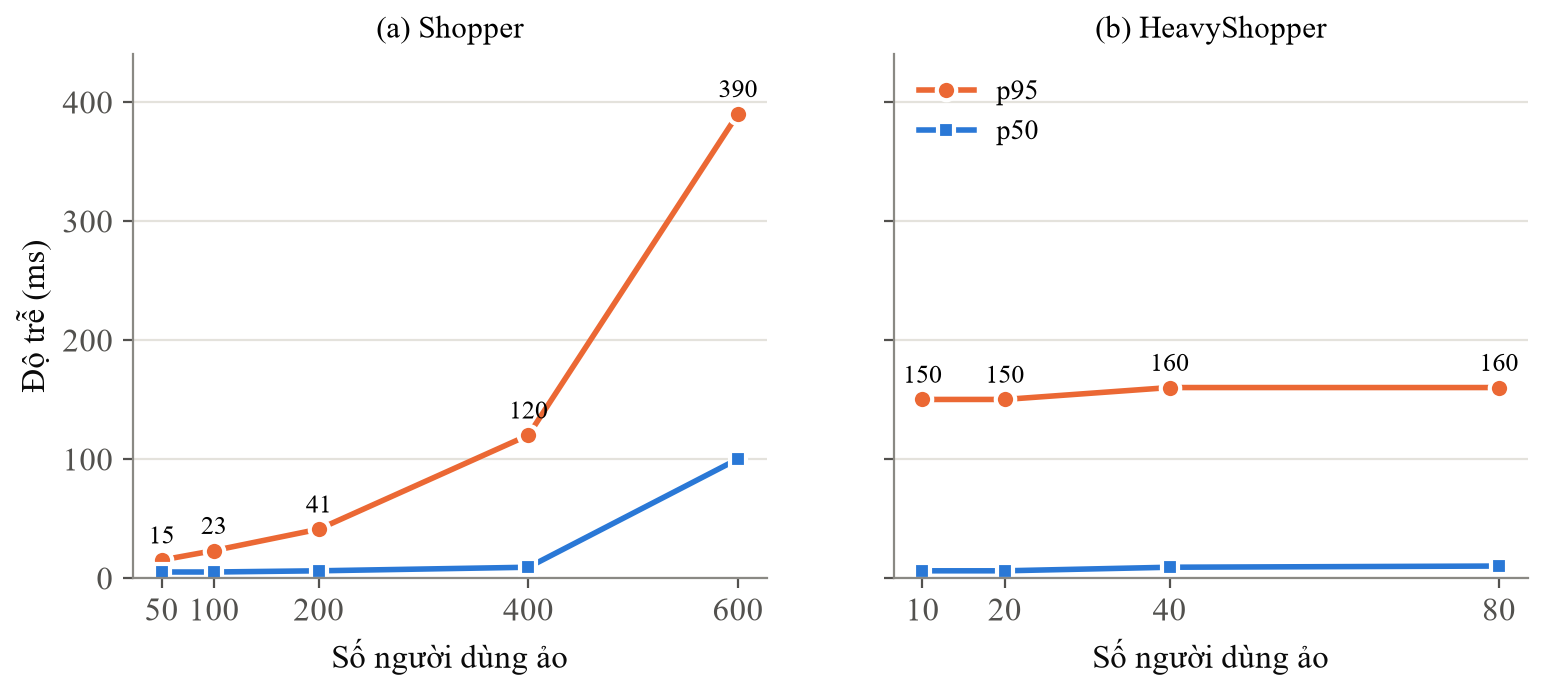 (a) Shopper
(b) HeavyShopper
Độ trễ (ms)
400
300
200
100
0
390
120
41
23
15
50 100 200 400 600
Số người dùng ảo
p95
p50
150 150 160 160
10 20 40 80
Số người dùng ảo